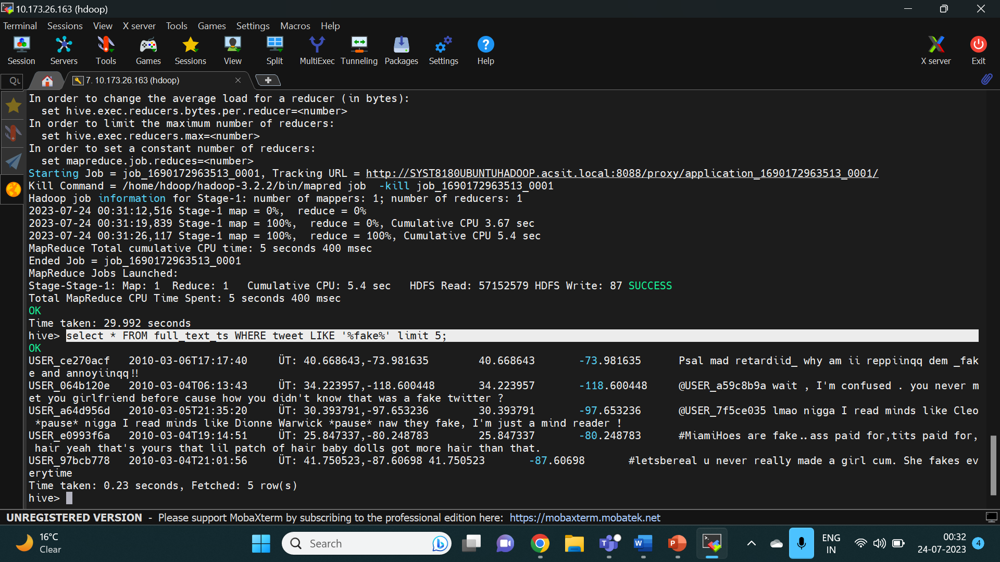 10.173.26.163 (hdoop)
Terminal Sessions View X server Tools Games Settings Macros Help
Session Servers Tools Games Sessions View Split MultiExec Tunneling Packages Settings Help X server Exit
7. 10.173.26.163 (hdoop)
In order to change the average load for a reducer (in bytes):
  set hive.exec.reducers.bytes.per.reducer=<number>
In order to limit the maximum number of reducers:
  set hive.exec.reducers.max=<number>
In order to set a constant number of reducers:
  set mapreduce.job.reduces=<number>
Starting Job = job_1690172963513_0001, Tracking URL = http://SYST8180UBUNTUHADOOP.acsit.local:8088/proxy/application_1690172963513_0001/
Kill Command = /home/hdoop/hadoop-3.2.2/bin/mapred job  -kill job_1690172963513_0001
Hadoop job information for Stage-1: number of mappers: 1; number of reducers: 1
2023-07-24 00:31:12,516 Stage-1 map = 0%,  reduce = 0%
2023-07-24 00:31:19,839 Stage-1 map = 100%,  reduce = 0%, Cumulative CPU 3.67 sec
2023-07-24 00:31:26,117 Stage-1 map = 100%,  reduce = 100%, Cumulative CPU 5.4 sec
MapReduce Total cumulative CPU time: 5 seconds 400 msec
Ended Job = job_1690172963513_0001
MapReduce Jobs Launched:
Stage-Stage-1: Map: 1  Reduce: 1   Cumulative CPU: 5.4 sec   HDFS Read: 57152579 HDFS Write: 87 SUCCESS
Total MapReduce CPU Time Spent: 5 seconds 400 msec
OK
Time taken: 29.992 seconds
hive> select * FROM full_text_ts WHERE tweet LIKE '%fake%' limit 5;
OK
USER_ce270acf   2010-03-06T17:17:40     ÜT: 40.668643,-73.981635        40.668643       -73.981635      Psal mad retardiid_ why am ii reppiinqq dem _fak
e and annoyiinqq!!
USER_064b120e   2010-03-04T06:13:43     ÜT: 34.223957,-118.600448       34.223957       -118.600448     @USER_a59c8b9a wait , I'm confused . you never m
et you girlfriend before cause how you didn't know that was a fake twitter ?
USER_a64d956d   2010-03-05T21:35:20     ÜT: 30.393791,-97.653236        30.393791       -97.653236      @USER_7f5ce035 lmao nigga I read minds like Cleo
 *pause* nigga I read minds like Dionne Warwick *pause* naw they fake, I'm just a mind reader !
USER_e0993f6a   2010-03-04T19:14:51     ÜT: 25.847337,-80.248783        25.847337       -80.248783      #MiamiHoes are fake..ass paid for,tits paid for,
 hair yeah that's yours that lil patch of hair baby dolls got more hair than that.
USER_97bcb778   2010-03-04T21:01:56     ÜT: 41.750523,-87.60698 41.750523       -87.60698       #letsbereal u never really made a girl cum. She fakes ev
erytime
Time taken: 0.23 seconds, Fetched: 5 row(s)
hive>
UNREGISTERED VERSION - Please support MobaXterm by subscribing to the professional edition here: https://mobaxterm.mobatek.net
16°C
Clear
Search
ENG
IN
00:32
24-07-2023
4